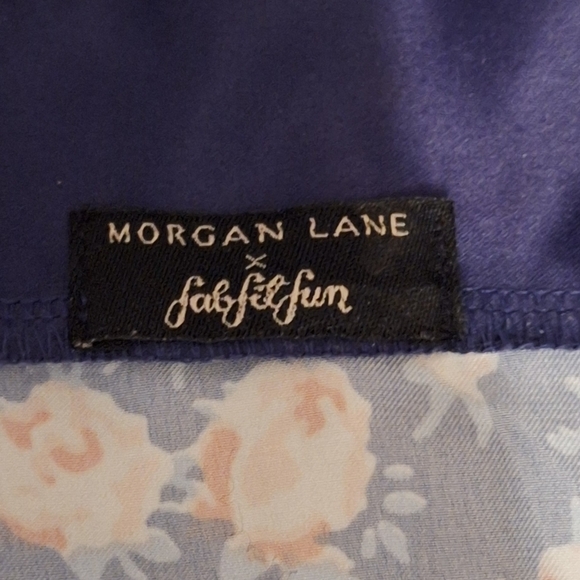 MORGAN LANE
×
fabfitfun